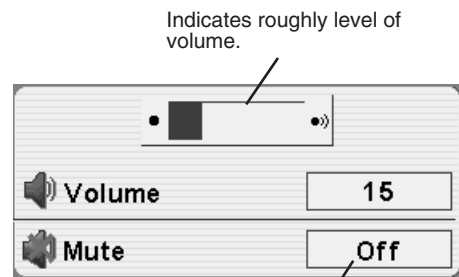 Indicates roughly level of
volume.
Volume 15
Mute Off